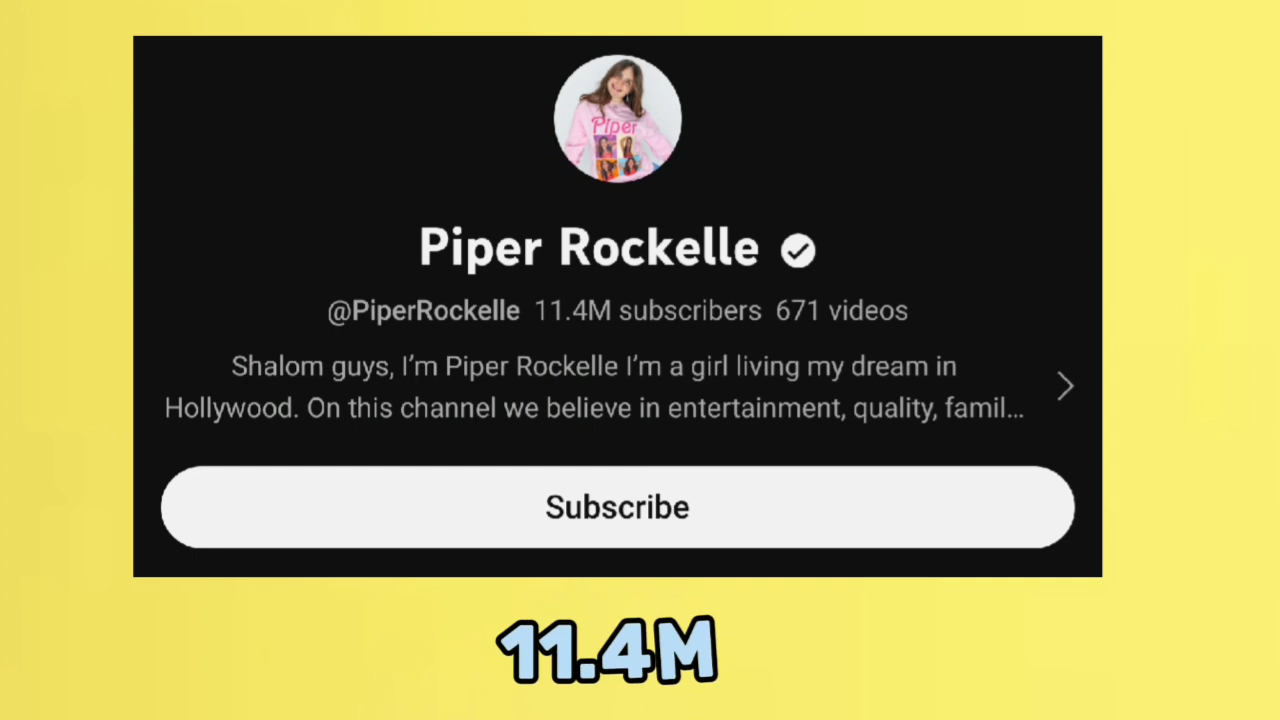 Piper
Piper Rockelle
@PiperRockelle 11.4M subscribers 671 videos
Shalom guys, I’m Piper Rockelle I’m a girl living my dream in
Hollywood. On this channel we believe in entertainment, quality, famil...
Subscribe
11.4M